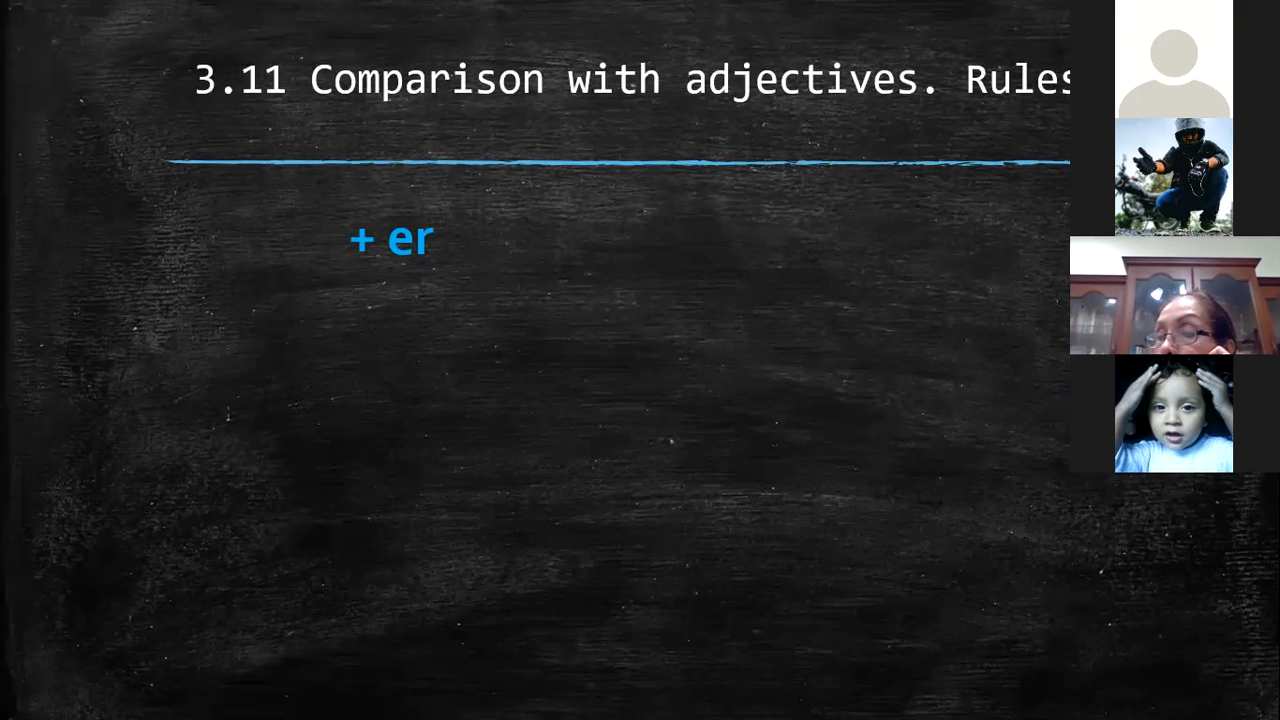 3.11 Comparison with adjectives. Rules
+ er